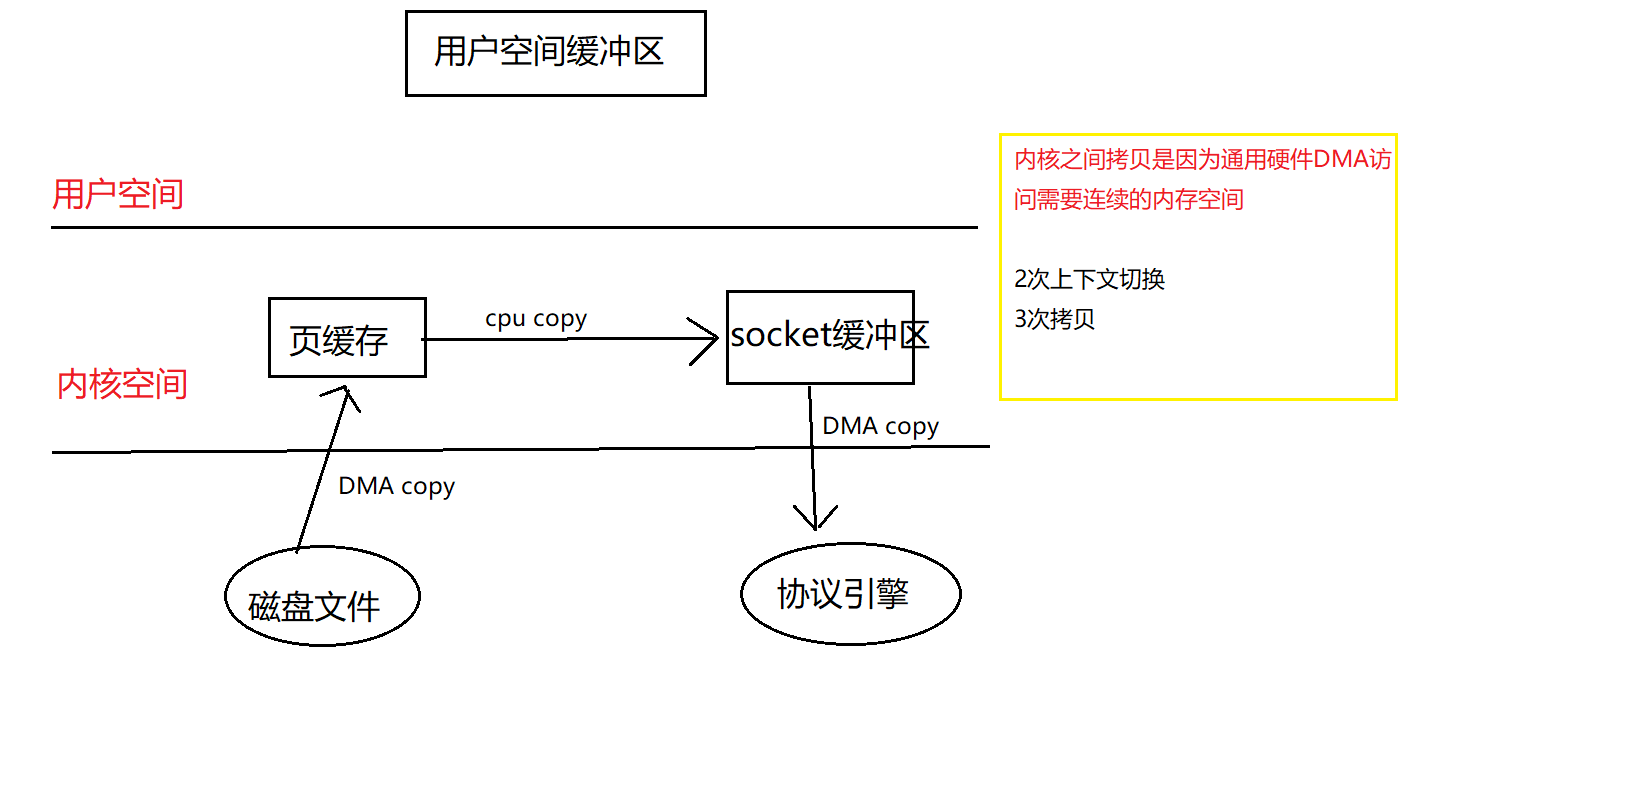 用户空间缓冲区
内核之间拷贝是因为通用硬件DMA访
问需要连续的内存空间
用户空间
2次上下文切换
3次拷贝
cpu copy
页缓存
socket缓冲区
内核空间
DMA copy
DMA copy
磁盘文件
协议引擎